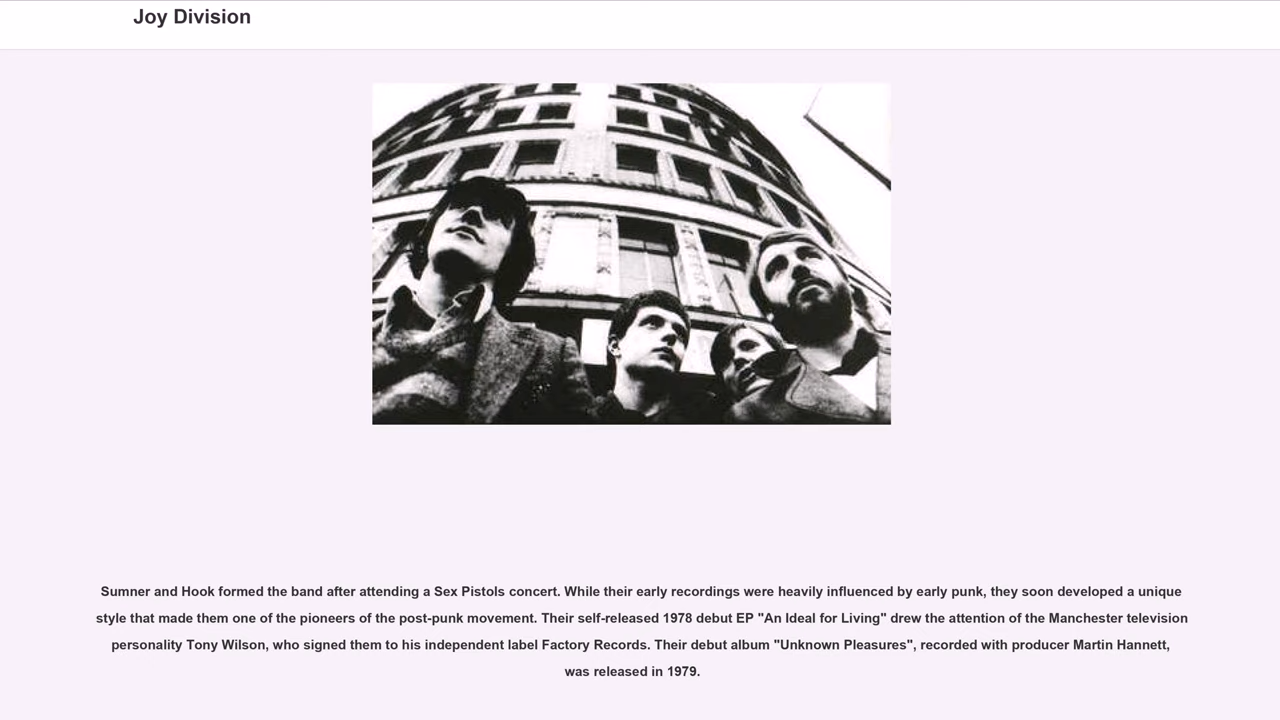 Joy Division
Sumner and Hook formed the band after attending a Sex Pistols concert. While their early recordings were heavily influenced by early punk, they soon developed a unique
style that made them one of the pioneers of the post-punk movement. Their self-released 1978 debut EP "An Ideal for Living" drew the attention of the Manchester television
personality Tony Wilson, who signed them to his independent label Factory Records. Their debut album "Unknown Pleasures", recorded with producer Martin Hannett,
was released in 1979.